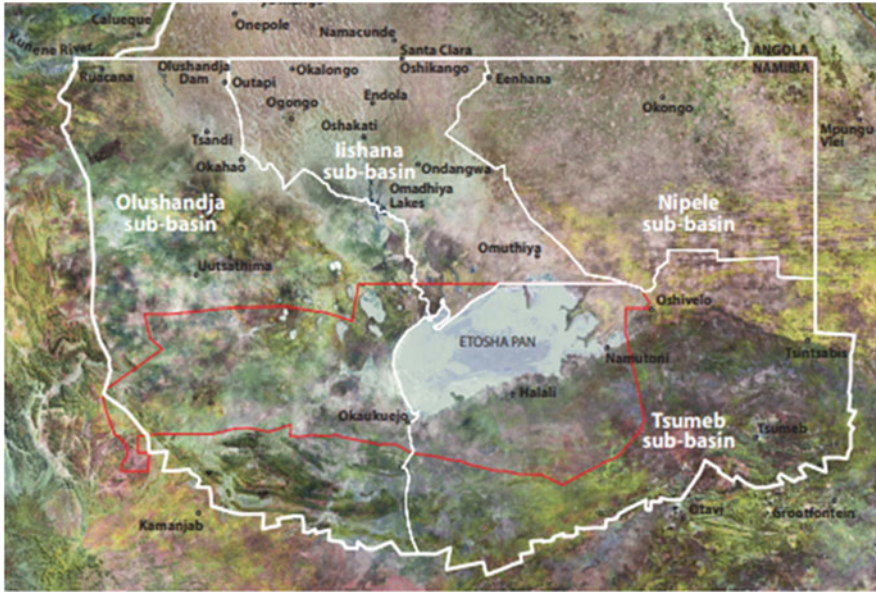 Onepole
Calueque
Kunene River
Namacunde
Santa Clara
ANGOLA
NAMIBIA
Ruacana
Olushandja
Dam
Outapi
Okalongo
Oshikango
Eenhana
Ogongo
Endola
Okongo
Oshakati
Mpungu
Vlei
Tsandi
Okahao
Iishana
sub-basin
Ondangwa
Omadhiya
Lakes
Olushandja
sub-basin
Nipele
sub-basin
Omuthiya
Uutsathima
Oshivelo
ETOSHA PAN
Namutoni
Tsintsabis
Halali
Okaukuejo
Tsumeb
sub-basin
Tsumeb
Kamanjab
Otavi
Grootfontein